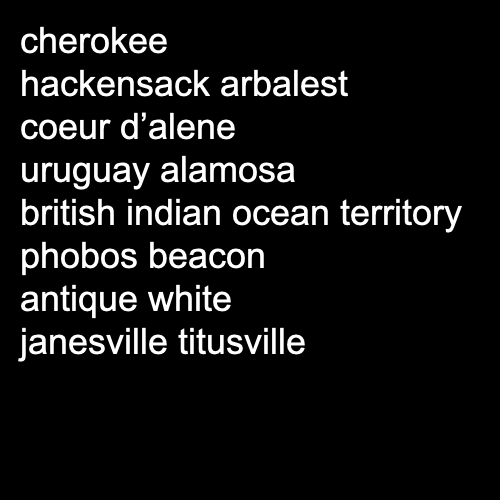 cherokee
hackensack arbalest
coeur d’alene
uruguay alamosa
british indian ocean territory
phobos beacon
antique white
janesville titusville